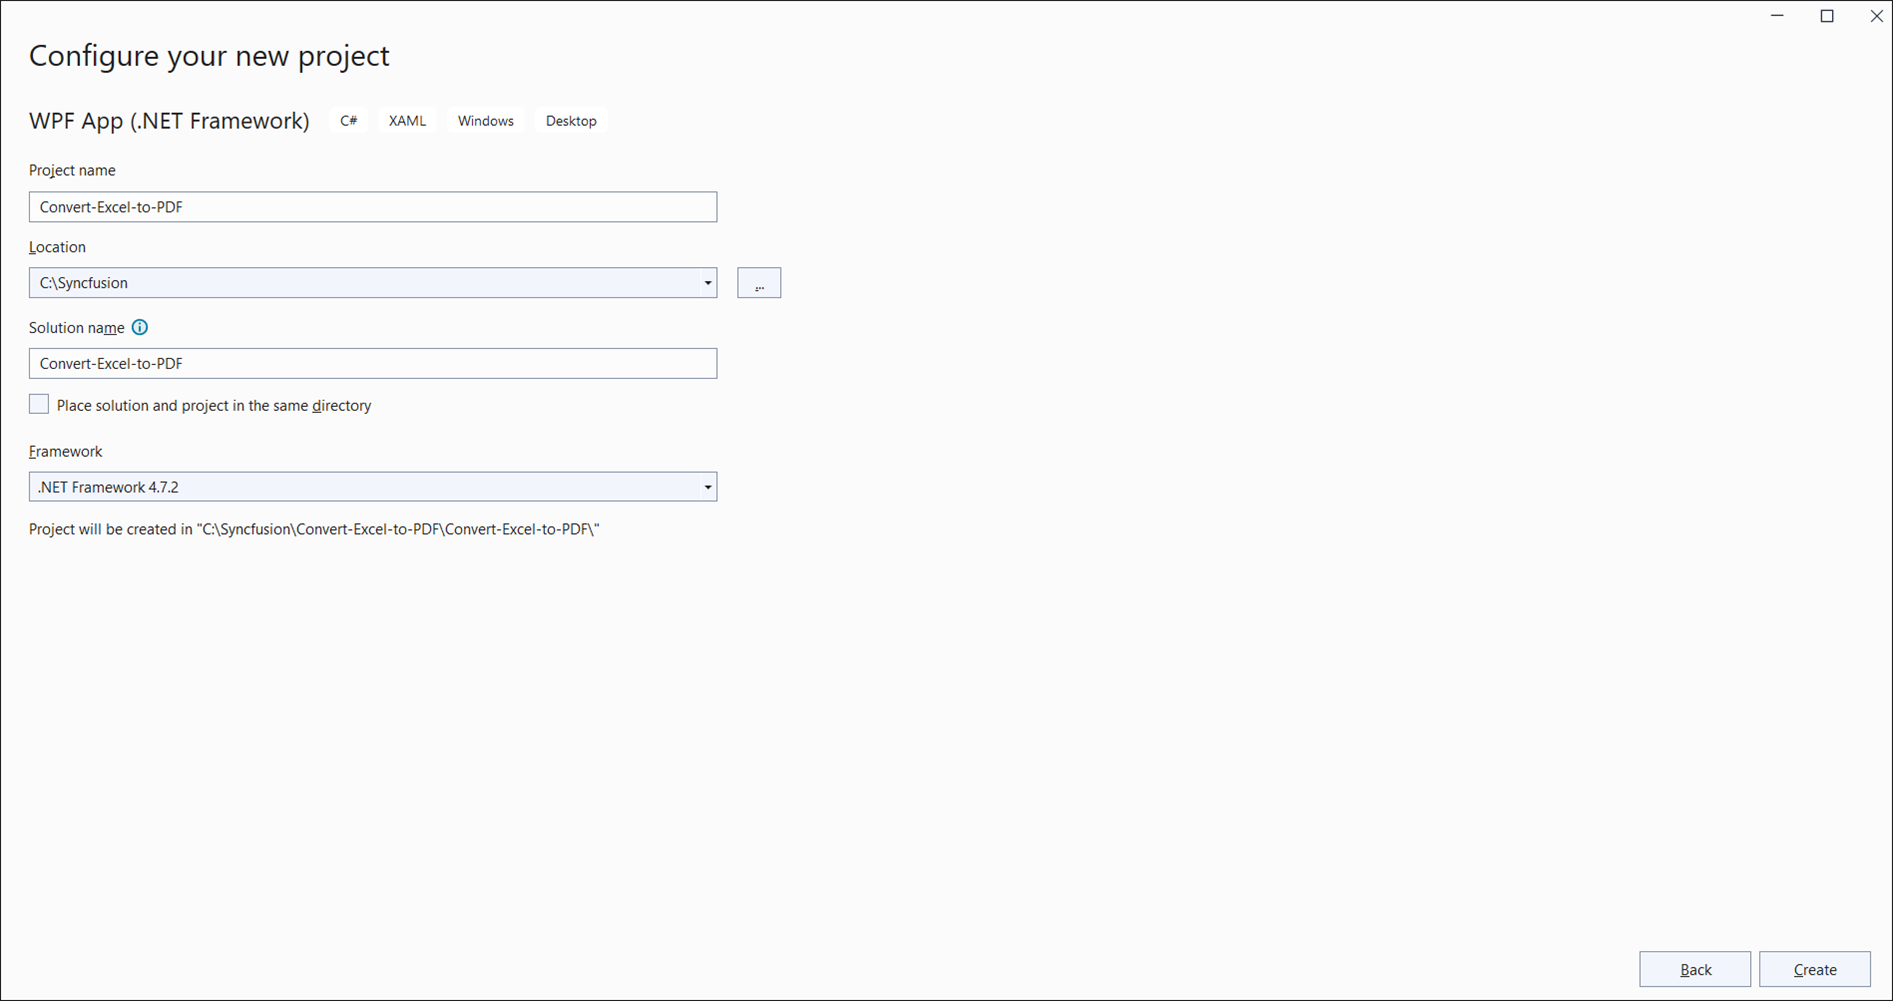 Configure your new project
WPF App (.NET Framework) C# XAML Windows Desktop
Project name
Convert-Excel-to-PDF
Location
C:\Syncfusion
...
Solution name
Convert-Excel-to-PDF
Place solution and project in the same directory
Framework
.NET Framework 4.7.2
Project will be created in "C:\Syncfusion\Convert-Excel-to-PDF\Convert-Excel-to-PDF\"
Back Create